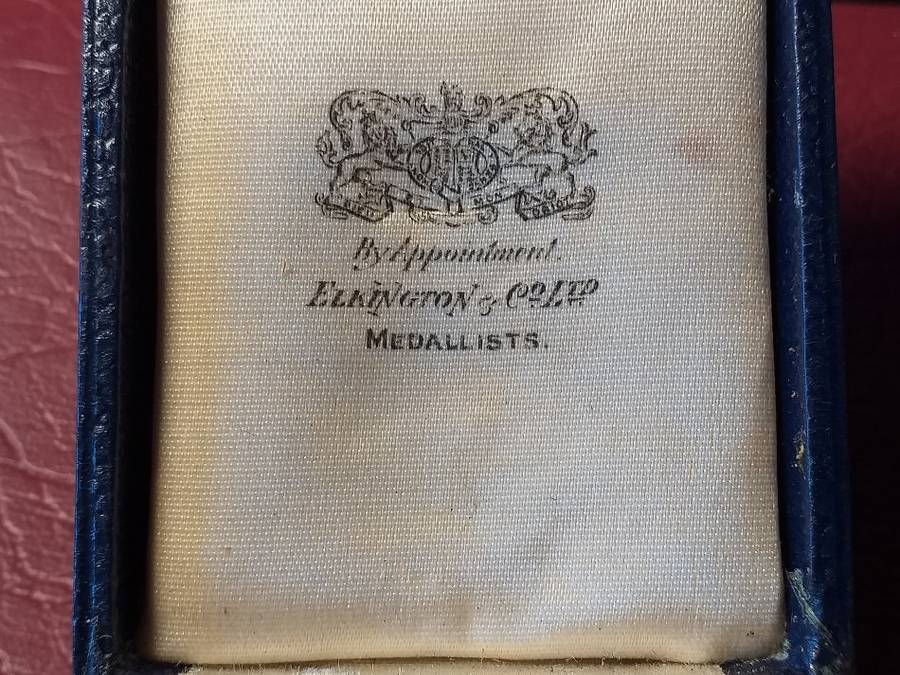 By Appointment.
ELKINGTON & Cº LTD
MEDALLISTS.